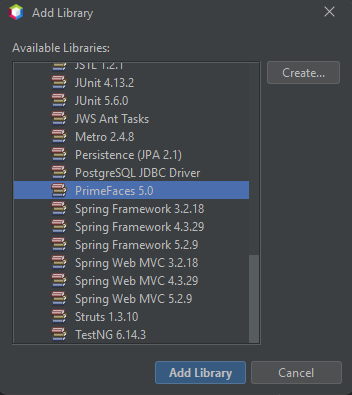 Add Library
Available Libraries:
JSTL 1.2.1
JUnit 4.13.2
JUnit 5.6.0
JWS Ant Tasks
Metro 2.4.8
Persistence (JPA 2.1)
PostgreSQL JDBC Driver
PrimeFaces 5.0
Spring Framework 3.2.18
Spring Framework 4.3.29
Spring Framework 5.2.9
Spring Web MVC 3.2.18
Spring Web MVC 4.3.29
Spring Web MVC 5.2.9
Struts 1.3.10
TestNG 6.14.3
Create...
Add Library
Cancel